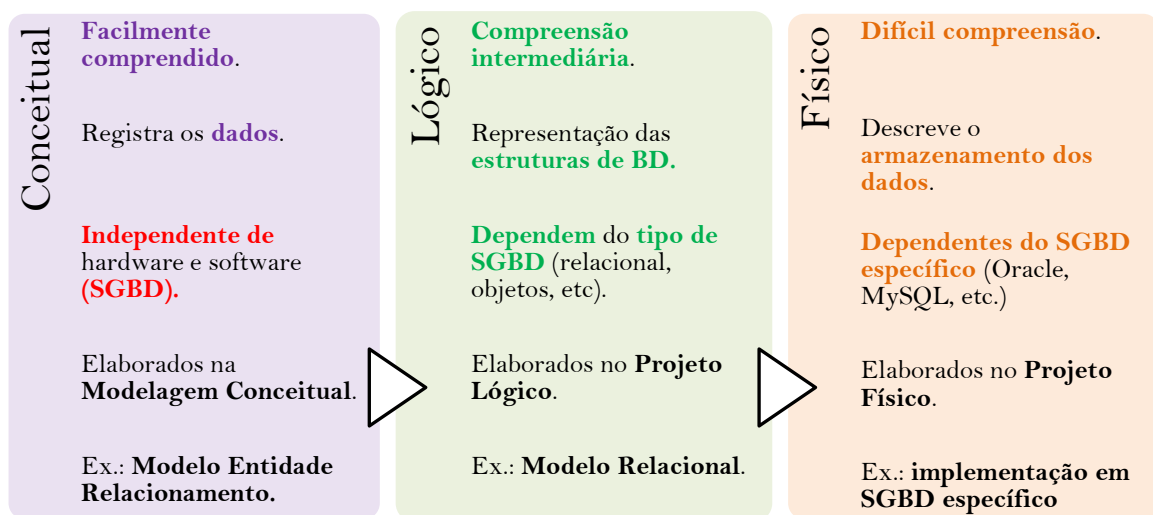 Conceitual
Facilmente
comprendido.
Registra os dados.
Independente de
hardware e software
(SGBD).
Elaborados na
Modelagem Conceitual.
Ex.: Modelo Entidade
Relacionamento.
Lógico
Compreensão
intermediária.
Representação das
estruturas de BD.
Dependem do tipo de
SGBD (relacional,
objetos, etc).
Elaborados no Projeto
Lógico.
Ex.: Modelo Relacional.
Físico
Difícil compreensão.
Descreve o
armazenamento dos
dados.
Dependentes do SGBD
específico (Oracle,
MySQL, etc.)
Elaborados no Projeto
Físico.
Ex.: implementação em
SGBD específico